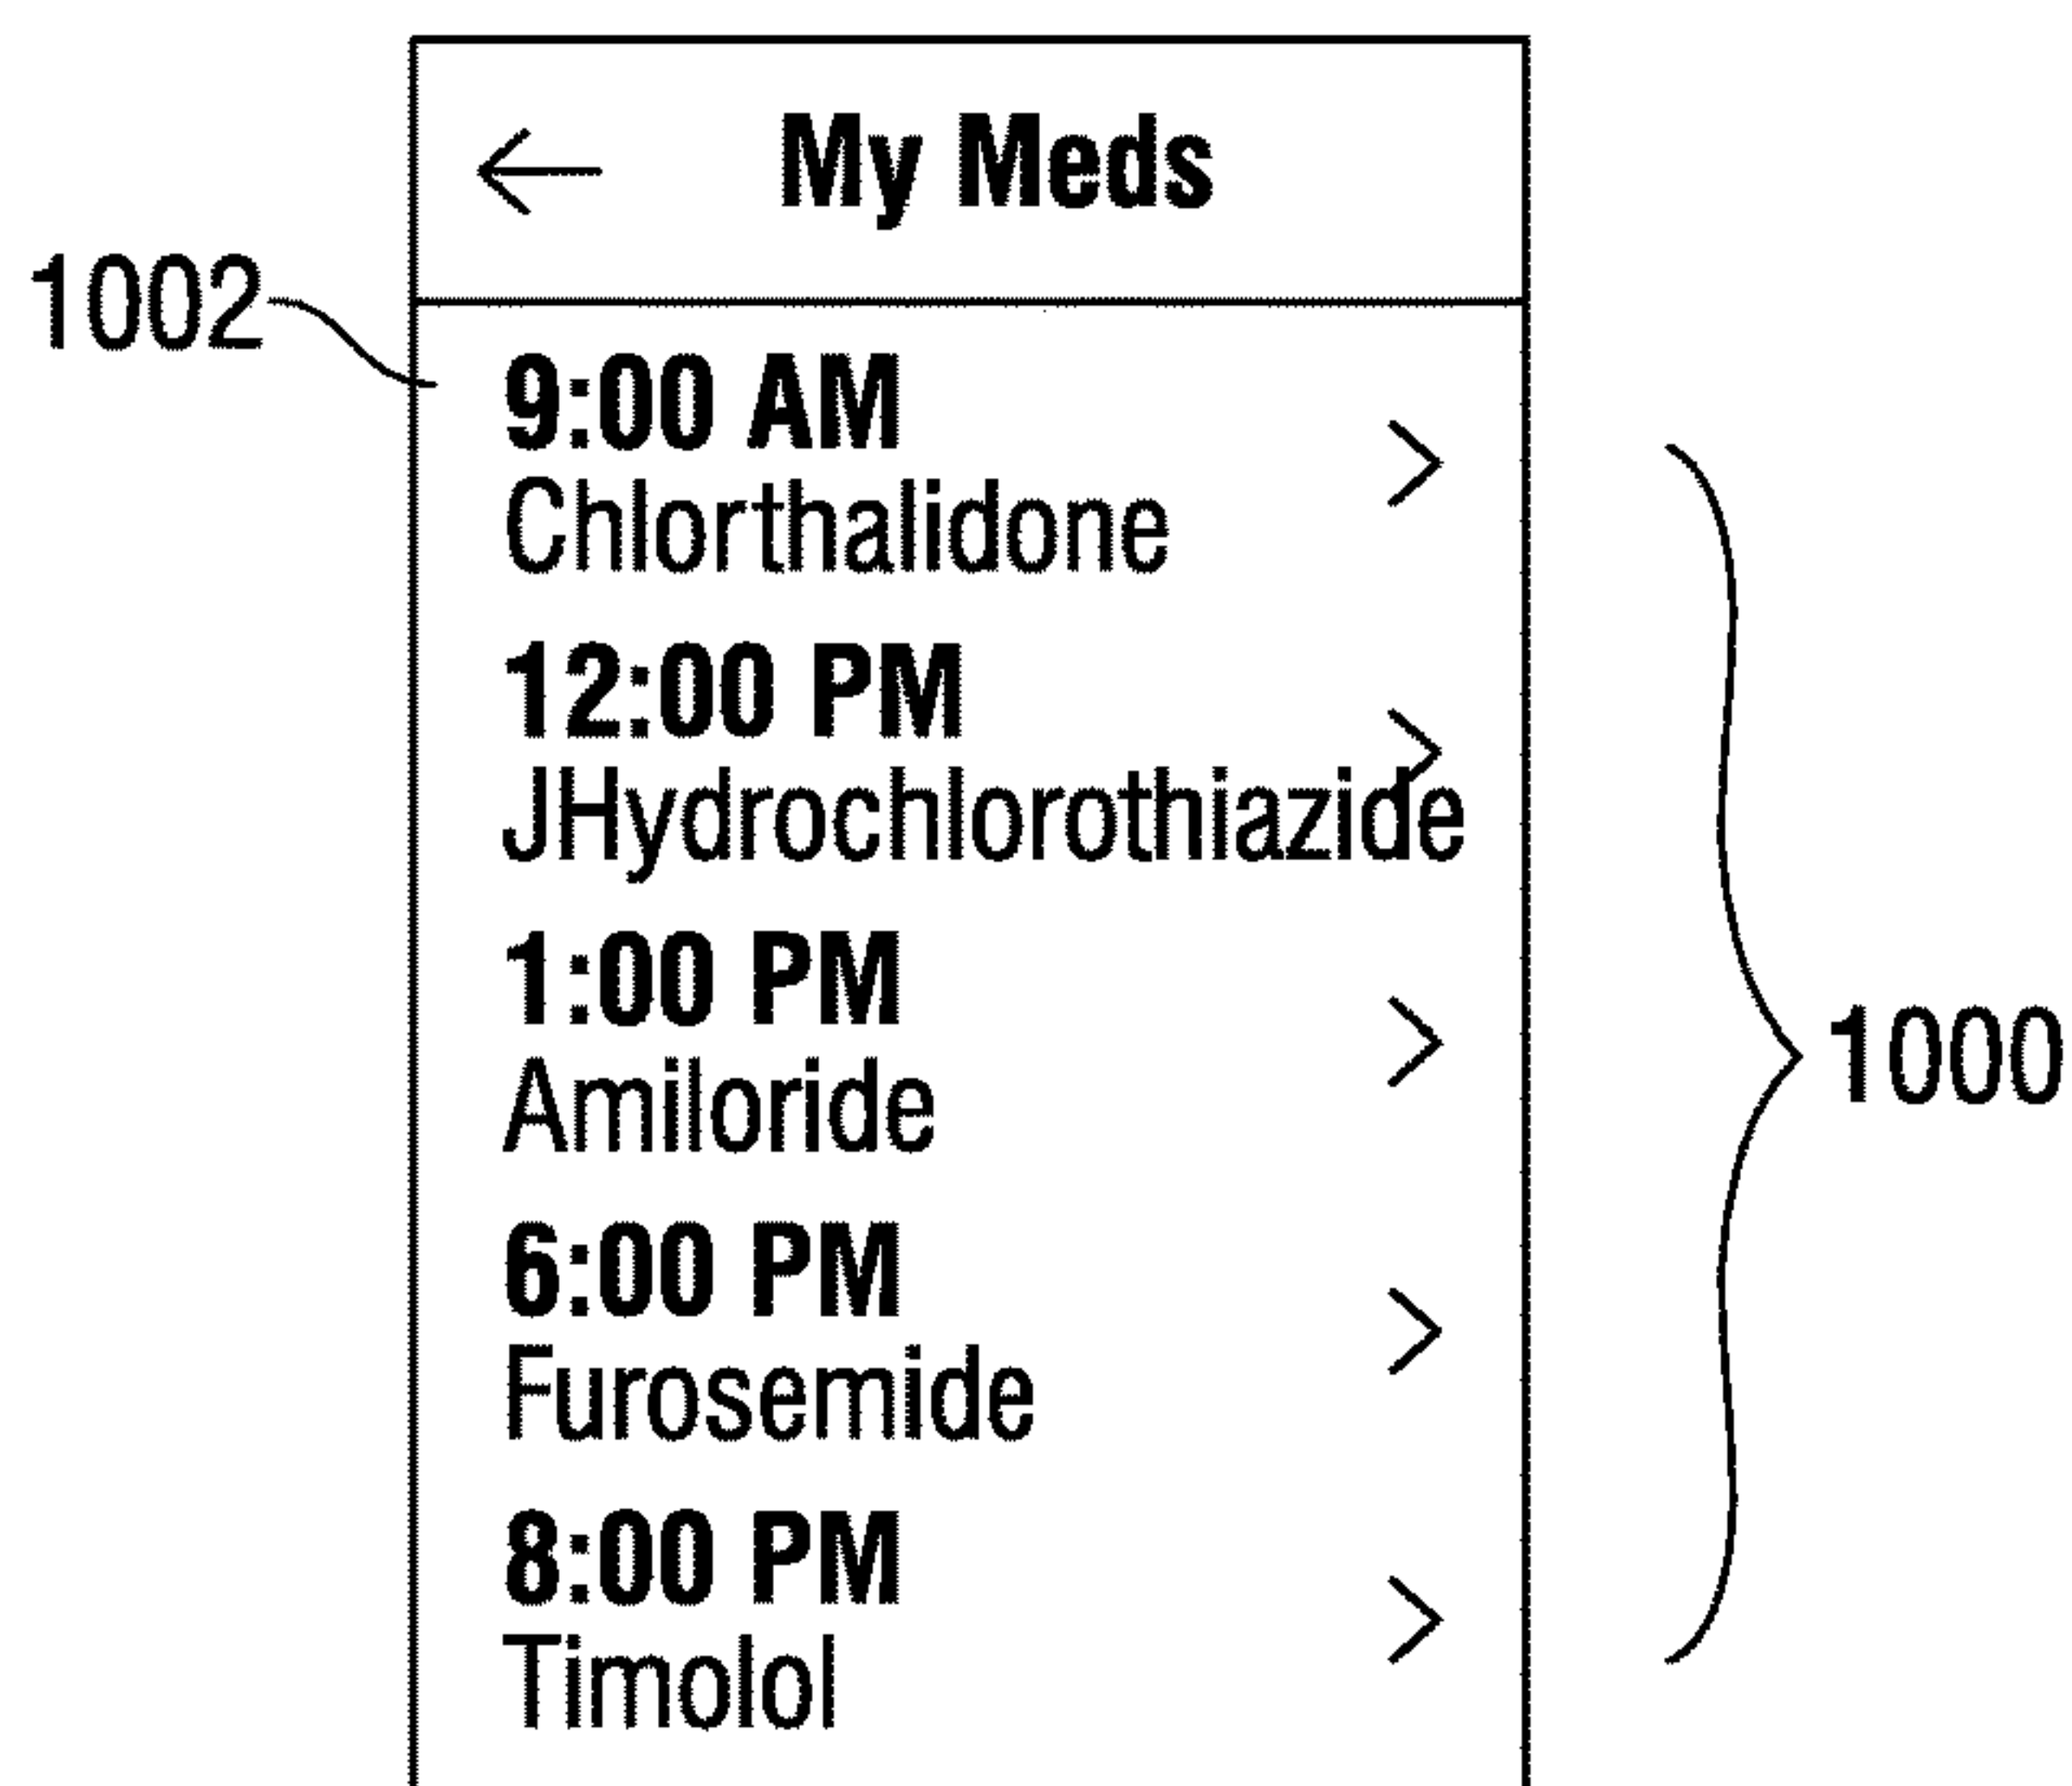 My Meds
1002
9:00 AM
Chlorthalidone
12:00 PM
JHydrochlorothiazide
1:00 PM
Amiloride
1000
6:00 PM
Furosemide
8:00 PM
Timolol